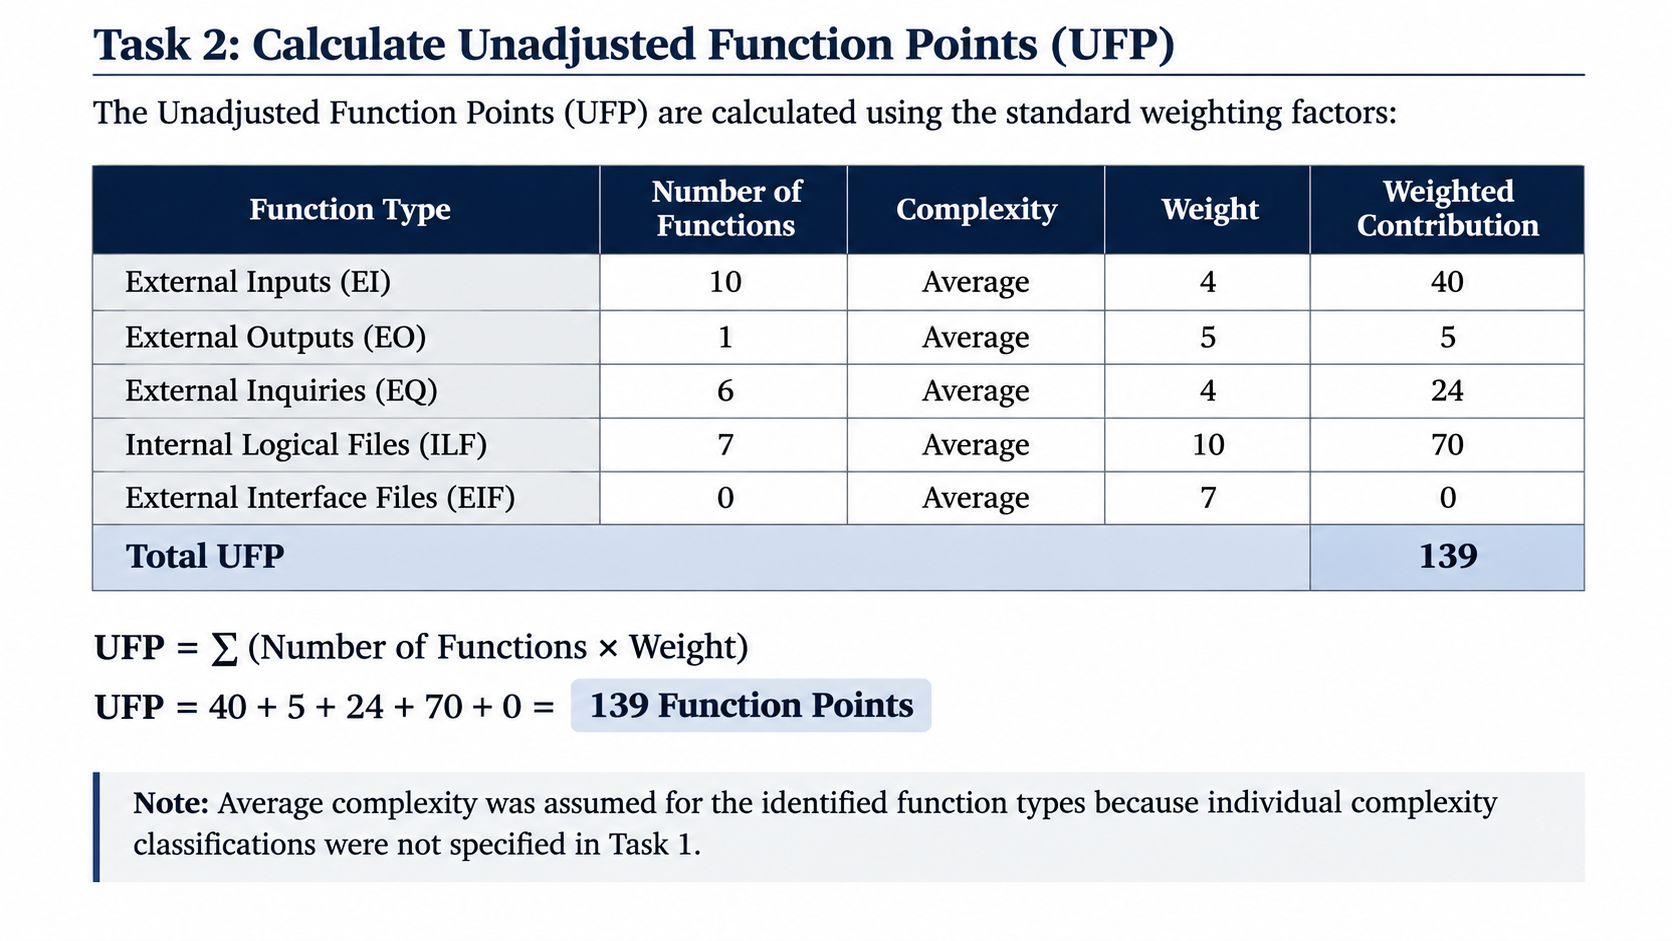 Task 2: Calculate Unadjusted Function Points (UFP)
The Unadjusted Function Points (UFP) are calculated using the standard weighting factors:
Function Type Number of Functions Complexity Weight Weighted Contribution
External Inputs (EI) 10 Average 4 40
External Outputs (EO) 1 Average 5 5
External Inquiries (EQ) 6 Average 4 24
Internal Logical Files (ILF) 7 Average 10 70
External Interface Files (EIF) 0 Average 7 0
Total UFP 139
UFP = ∑ (Number of Functions × Weight)
UFP = 40 + 5 + 24 + 70 + 0 = 139 Function Points
Note: Average complexity was assumed for the identified function types because individual complexity
classifications were not specified in Task 1.